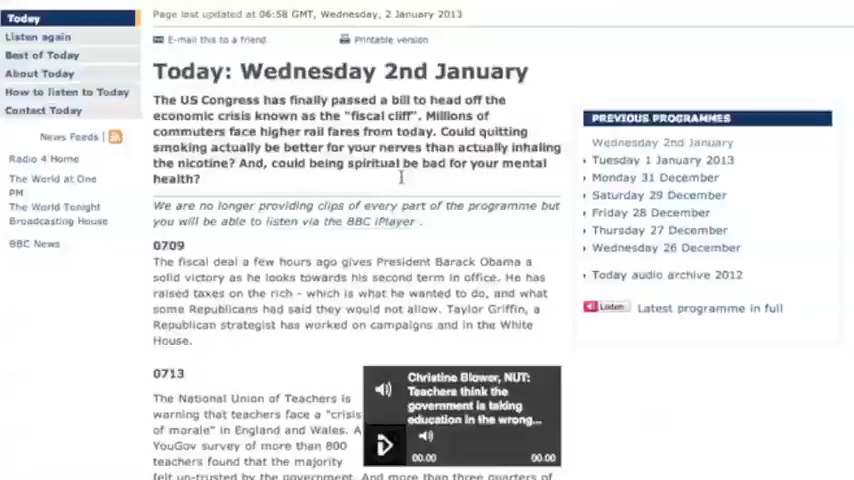 Today
Listen again
Best of Today
About Today
How to listen to Today
Contact Today
News Feeds |
Radio 4 Home
The World at One
PM
The World Tonight
Broadcasting House
BBC News
Page last updated at 06:58 GMT, Wednesday, 2 January 2013
E-mail this to a friend
Printable version
Today: Wednesday 2nd January
The US Congress has finally passed a bill to head off the
economic crisis known as the "fiscal cliff". Millions of
commuters face higher rail fares from today. Could quitting
smoking actually be better for your nerves than actually inhaling
the nicotine? And, could being spiritual be bad for your mental
health?
We are no longer providing clips of every part of the programme but
you will be able to listen via the BBC iPlayer .
0709
The fiscal deal a few hours ago gives President Barack Obama a
solid victory as he looks towards his second term in office. He has
raised taxes on the rich - which is what he wanted to do, and what
some Republicans had said they would not allow. Taylor Griffin, a
Republican strategist has worked on campaigns and in the White
House.
0713
The National Union of Teachers is
warning that teachers face a "crisis
of morale" in England and Wales. A
YouGov survey of more than 800
teachers found that the majority
felt un-trusted by the government. And more than three quarters of
Christine Blower, NUT:
Teachers think the
government is taking
education in the wrong...
00.00
00.00
PREVIOUS PROGRAMMES
Wednesday 2nd January
Tuesday 1 January 2013
Monday 31 December
Saturday 29 December
Friday 28 December
Thursday 27 December
Wednesday 26 December
Today audio archive 2012
Listen
Latest programme in full